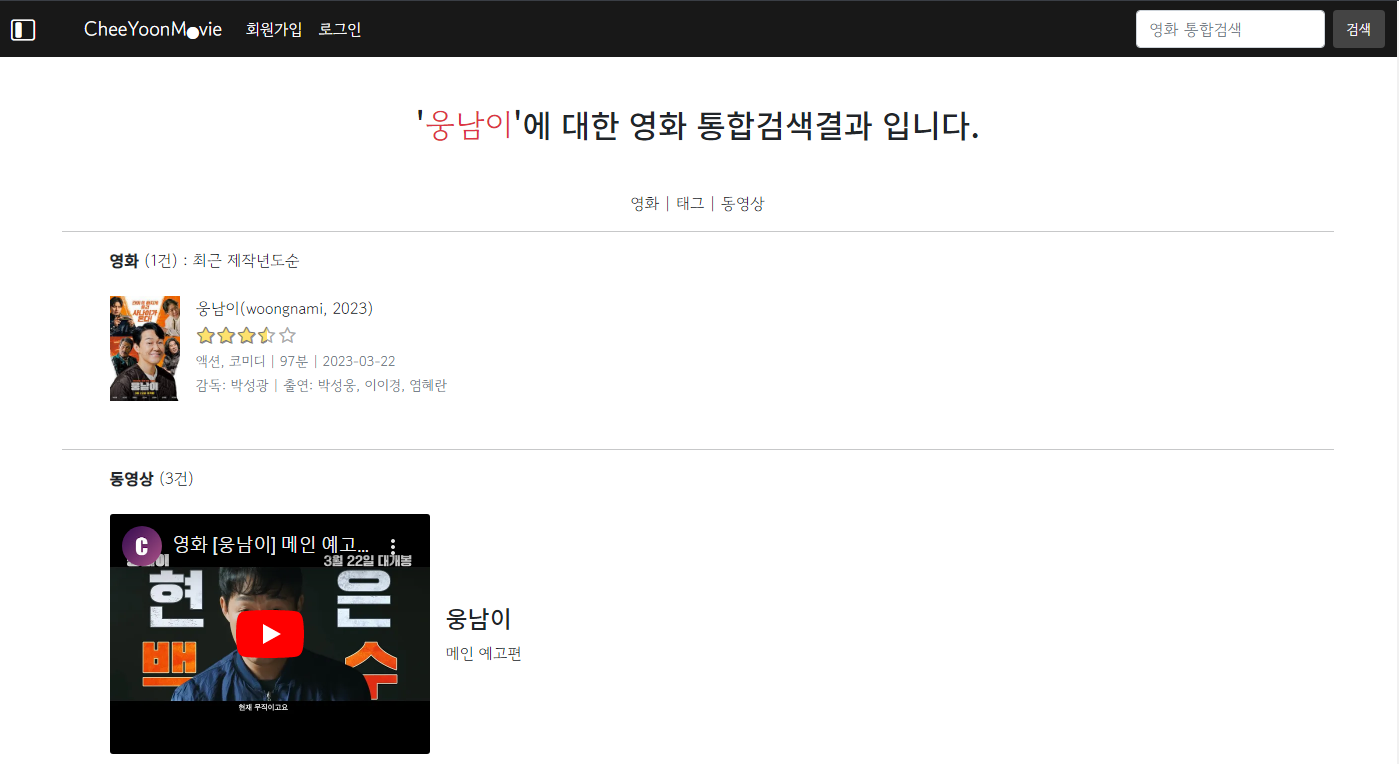 CheeYoonMovie 회원가입 로그인 영화 통합검색 검색
'웅남이'에 대한 영화 통합검색결과 입니다.
영화 | 태그 | 동영상
영화 (1건) : 최근 제작년도순
웅남이(woongnami, 2023)
액션, 코미디 | 97분 | 2023-03-22
감독: 박성광 | 출연: 박성웅, 이이경, 염혜란
웅남이
동영상 (3건)
C 영화 [웅남이] 메인 예고...
3월 22일 대개봉
현 은
백 수
현재 무직이고요
웅남이
메인 예고편